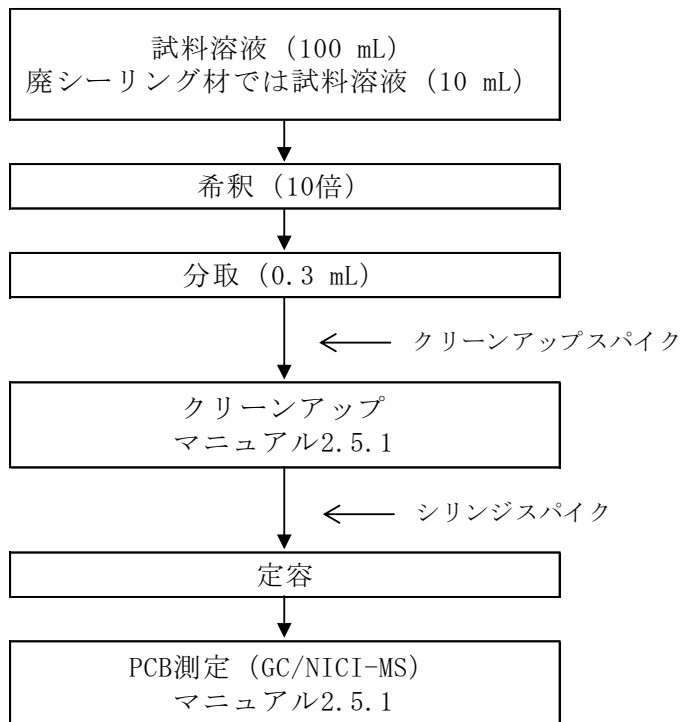 試料溶液 (100 mL)
廃シーリング材では試料溶液 (10 mL)
希釈 (10倍)
分取 (0.3 mL)
クリーンアップスパイク
クリーンアップ
マニュアル2.5.1
シリンジスパイク
定容
PCB測定 (GC/NICI-MS)
マニュアル2.5.1